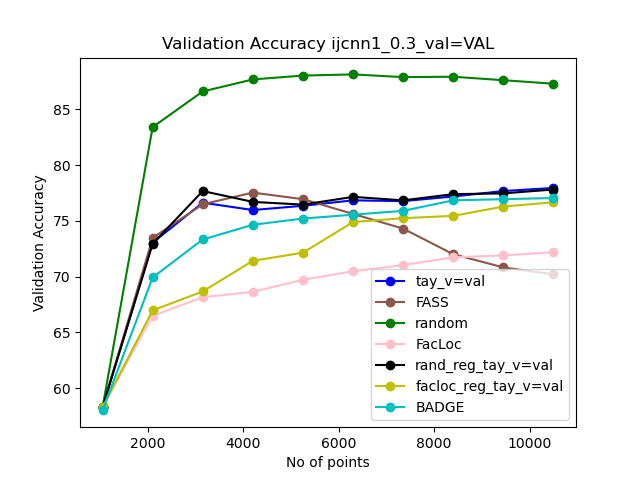 Validation Accuracy ijcnn1_0.3_val=VAL
Validation Accuracy
85
80
75
70
65
60
2000
4000
6000
8000
10000
No of points
tay_v=val
FASS
random
FacLoc
rand_reg_tay_v=val
facloc_reg_tay_v=val
BADGE